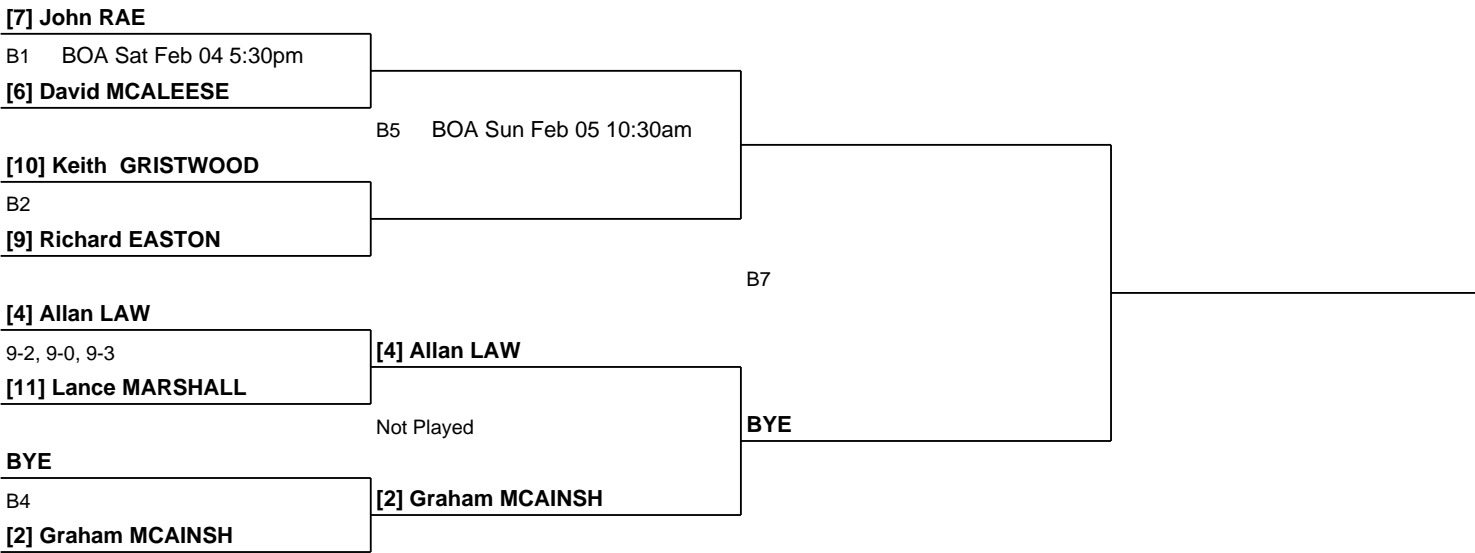 [7] John RAE
B1 BOA Sat Feb 04 5:30pm
[6] David MCALEESE
B5 BOA Sun Feb 05 10:30am
[10] Keith  GRISTWOOD
B2
[9] Richard EASTON
B7
[4] Allan LAW
9-2, 9-0, 9-3
[4] Allan LAW
[11] Lance MARSHALL
Not Played
BYE
BYE
B4
[2] Graham MCAINSH
[2] Graham MCAINSH